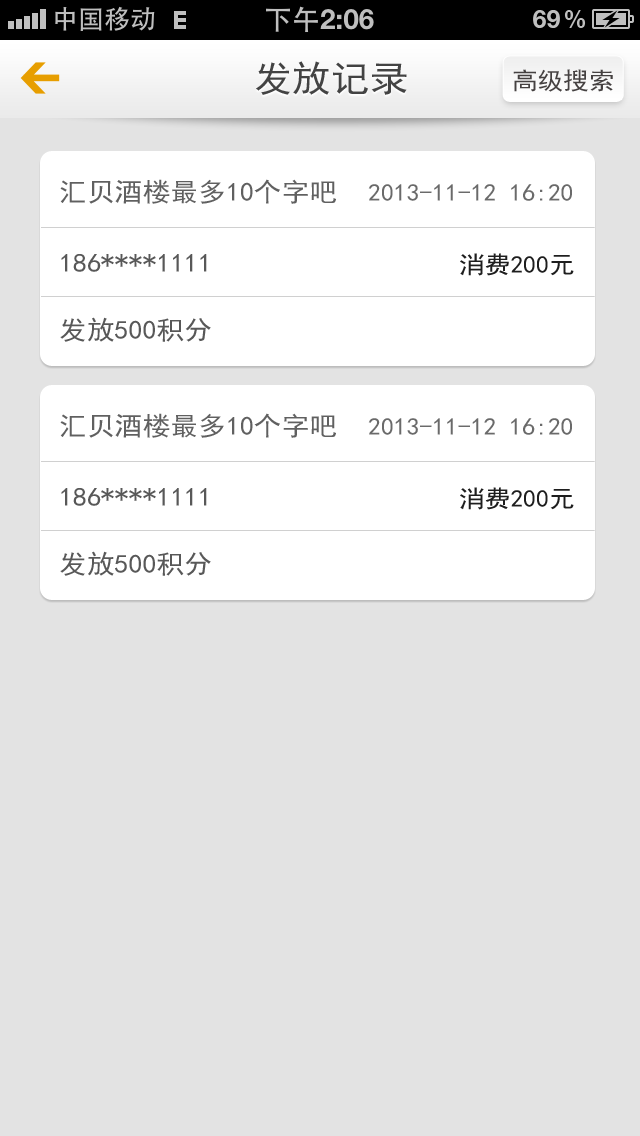 中国移动 E 下午2:06 69%
发放记录 高级搜索
汇贝酒楼最多10个字吧 2013-11-12 16:20
186****1111 消费200元
发放500积分
汇贝酒楼最多10个字吧 2013-11-12 16:20
186****1111 消费200元
发放500积分